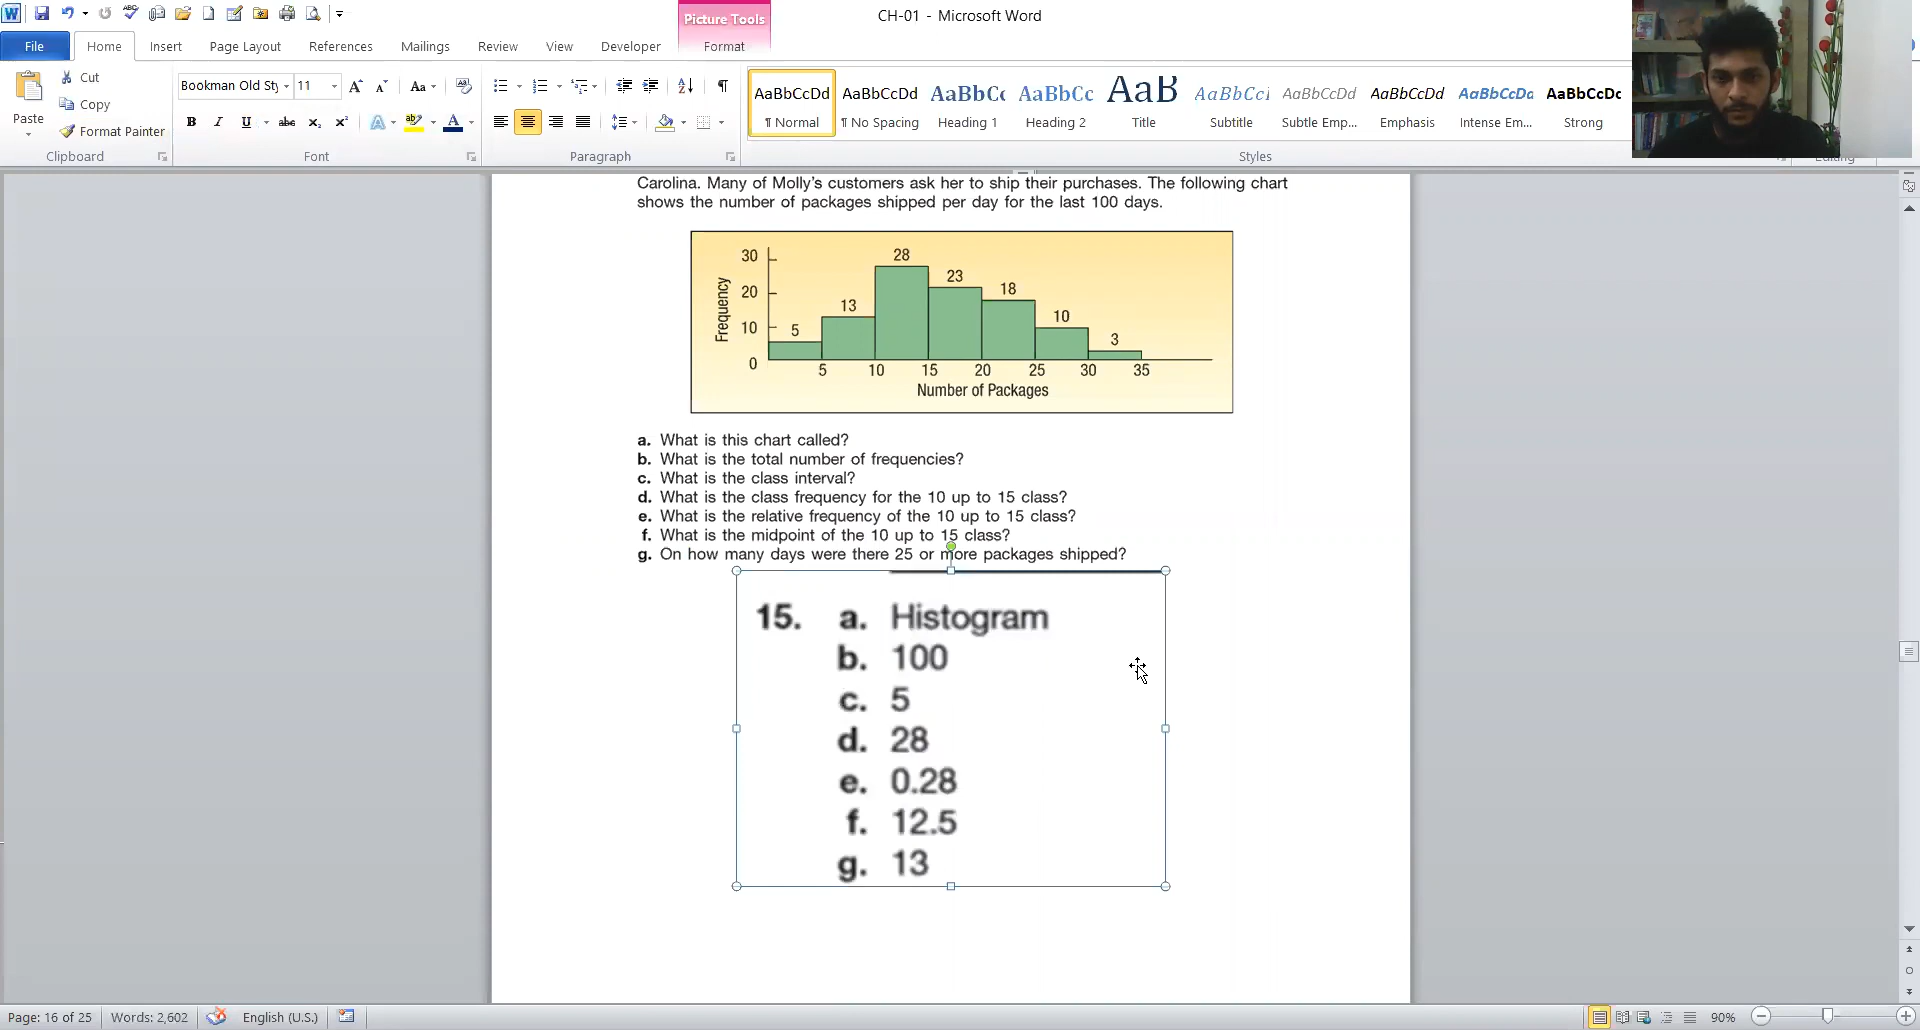 CH-01 - Microsoft Word
Picture Tools
File Home Insert Page Layout References Mailings Review View Developer Format
Paste
Cut
Copy
Format Painter
Clipboard
Bookman Old Sty 11
Font
Paragraph
AaBbCcDd AaBbCcDd AaBbCc AaBbCc AaB AaBbCcI AaBbCcDd AaBbCcDd AaBbCcDd AaBbCcDc
¶ Normal ¶ No Spacing Heading 1 Heading 2 Title Subtitle Subtle Emp... Emphasis Intense Em... Strong
Styles
Carolina. Many of Molly's customers ask her to ship their purchases. The following chart
shows the number of packages shipped per day for the last 100 days.
Frequency
30
20
10
0
5 13 28 23 18 10 3
5 10 15 20 25 30 35
Number of Packages
a. What is this chart called?
b. What is the total number of frequencies?
c. What is the class interval?
d. What is the class frequency for the 10 up to 15 class?
e. What is the relative frequency of the 10 up to 15 class?
f. What is the midpoint of the 10 up to 15 class?
g. On how many days were there 25 or more packages shipped?
15. a. Histogram
b. 100
c. 5
d. 28
e. 0.28
f. 12.5
g. 13
Page: 16 of 25 Words: 2,602 English (U.S.) 90%